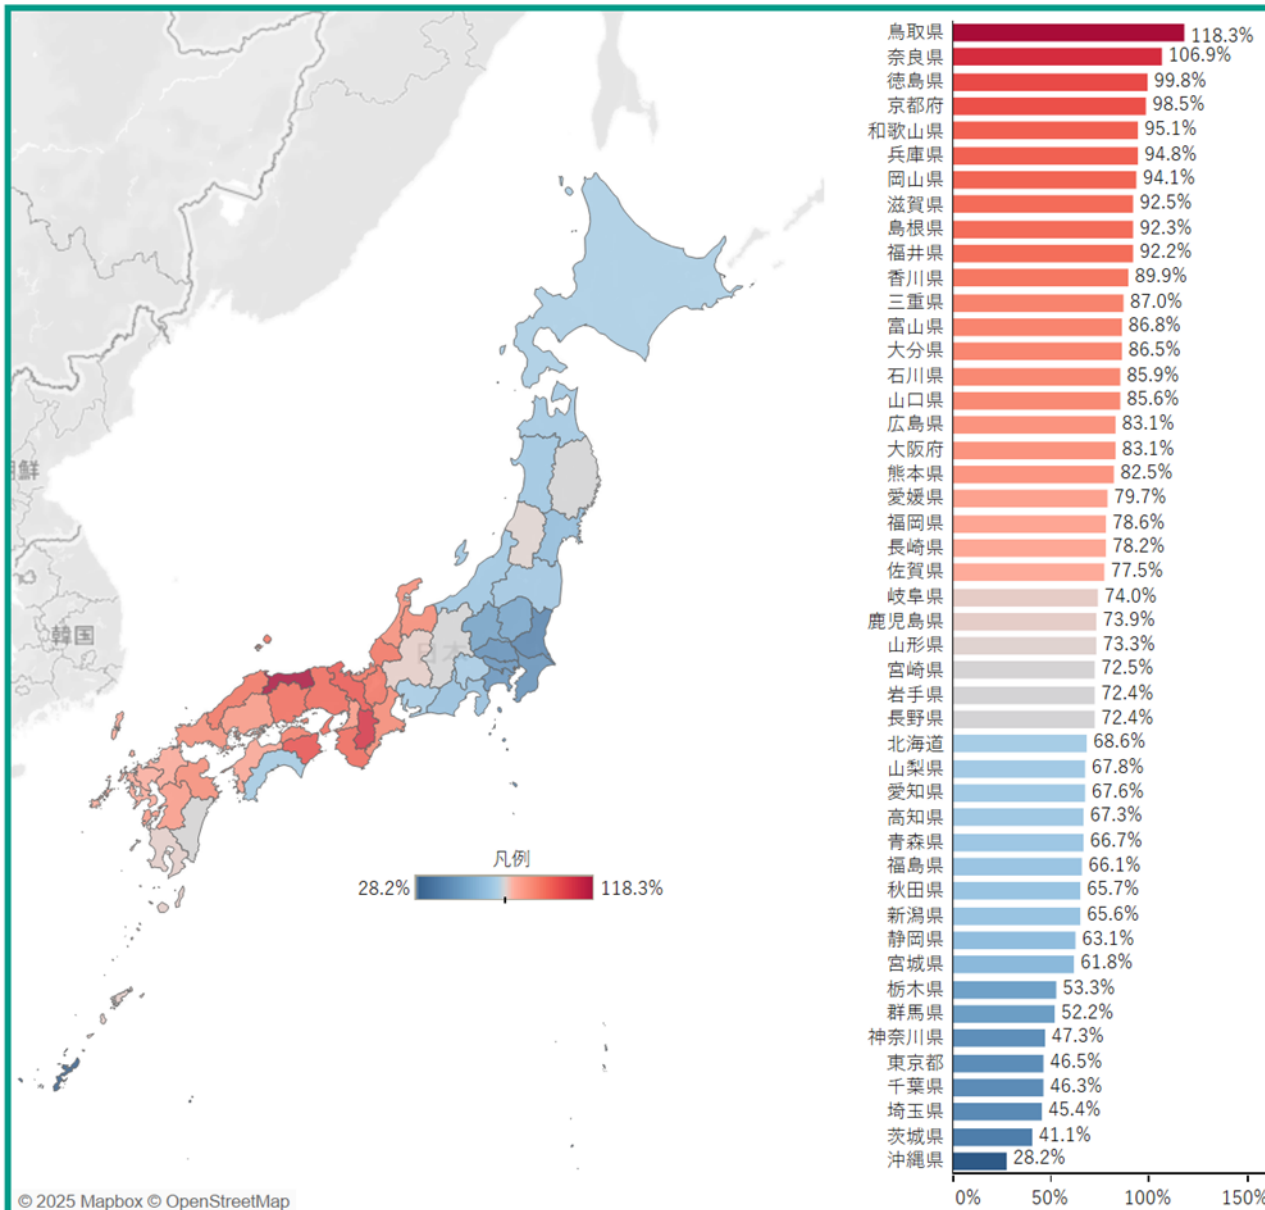 鮮
韓国
日本
凡例
28.2%
118.3%
© 2025 Mapbox © OpenStreetMap
鳥取県 118.3%
奈良県 106.9%
徳島県 99.8%
京都府 98.5%
和歌山県 95.1%
兵庫県 94.8%
岡山県 94.1%
滋賀県 92.5%
島根県 92.3%
福井県 92.2%
香川県 89.9%
三重県 87.0%
富山県 86.8%
大分県 86.5%
石川県 85.9%
山口県 85.6%
広島県 83.1%
大阪府 83.1%
熊本県 82.5%
愛媛県 79.7%
福岡県 78.6%
長崎県 78.2%
佐賀県 77.5%
岐阜県 74.0%
鹿児島県 73.9%
山形県 73.3%
宮崎県 72.5%
岩手県 72.4%
長野県 72.4%
北海道 68.6%
山梨県 67.8%
愛知県 67.6%
高知県 67.3%
青森県 66.7%
福島県 66.1%
秋田県 65.7%
新潟県 65.6%
静岡県 63.1%
宮城県 61.8%
栃木県 53.3%
群馬県 52.2%
神奈川県 47.3%
東京都 46.5%
千葉県 46.3%
埼玉県 45.4%
茨城県 41.1%
沖縄県 28.2%
0% 50% 100% 150%